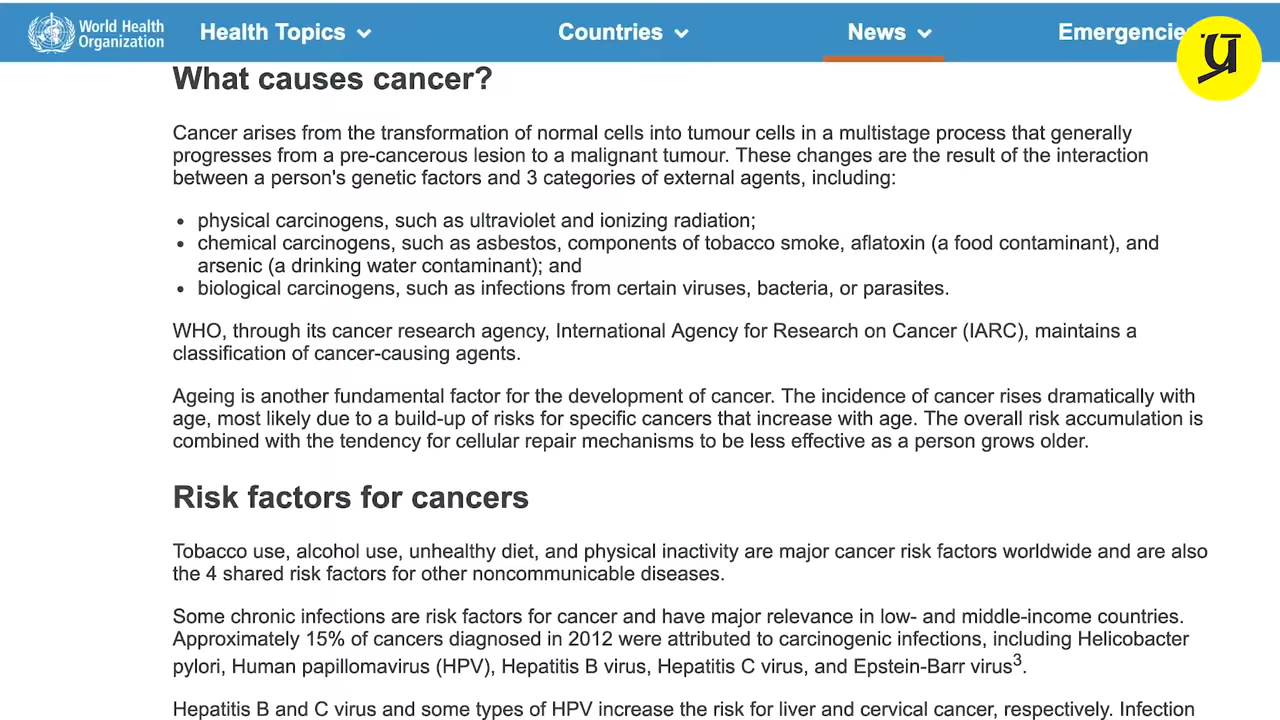 World Health
Organization
Health Topics
Countries
News
Emergencie
प्र
What causes cancer?
Cancer arises from the transformation of normal cells into tumour cells in a multistage process that generally
progresses from a pre-cancerous lesion to a malignant tumour. These changes are the result of the interaction
between a person's genetic factors and 3 categories of external agents, including:
• physical carcinogens, such as ultraviolet and ionizing radiation;
• chemical carcinogens, such as asbestos, components of tobacco smoke, aflatoxin (a food contaminant), and
arsenic (a drinking water contaminant); and
• biological carcinogens, such as infections from certain viruses, bacteria, or parasites.
WHO, through its cancer research agency, International Agency for Research on Cancer (IARC), maintains a
classification of cancer-causing agents.
Ageing is another fundamental factor for the development of cancer. The incidence of cancer rises dramatically with
age, most likely due to a build-up of risks for specific cancers that increase with age. The overall risk accumulation is
combined with the tendency for cellular repair mechanisms to be less effective as a person grows older.
Risk factors for cancers
Tobacco use, alcohol use, unhealthy diet, and physical inactivity are major cancer risk factors worldwide and are also
the 4 shared risk factors for other noncommunicable diseases.
Some chronic infections are risk factors for cancer and have major relevance in low- and middle-income countries.
Approximately 15% of cancers diagnosed in 2012 were attributed to carcinogenic infections, including Helicobacter
pylori, Human papillomavirus (HPV), Hepatitis B virus, Hepatitis C virus, and Epstein-Barr virus³.
Hepatitis B and C virus and some types of HPV increase the risk for liver and cervical cancer, respectively. Infection